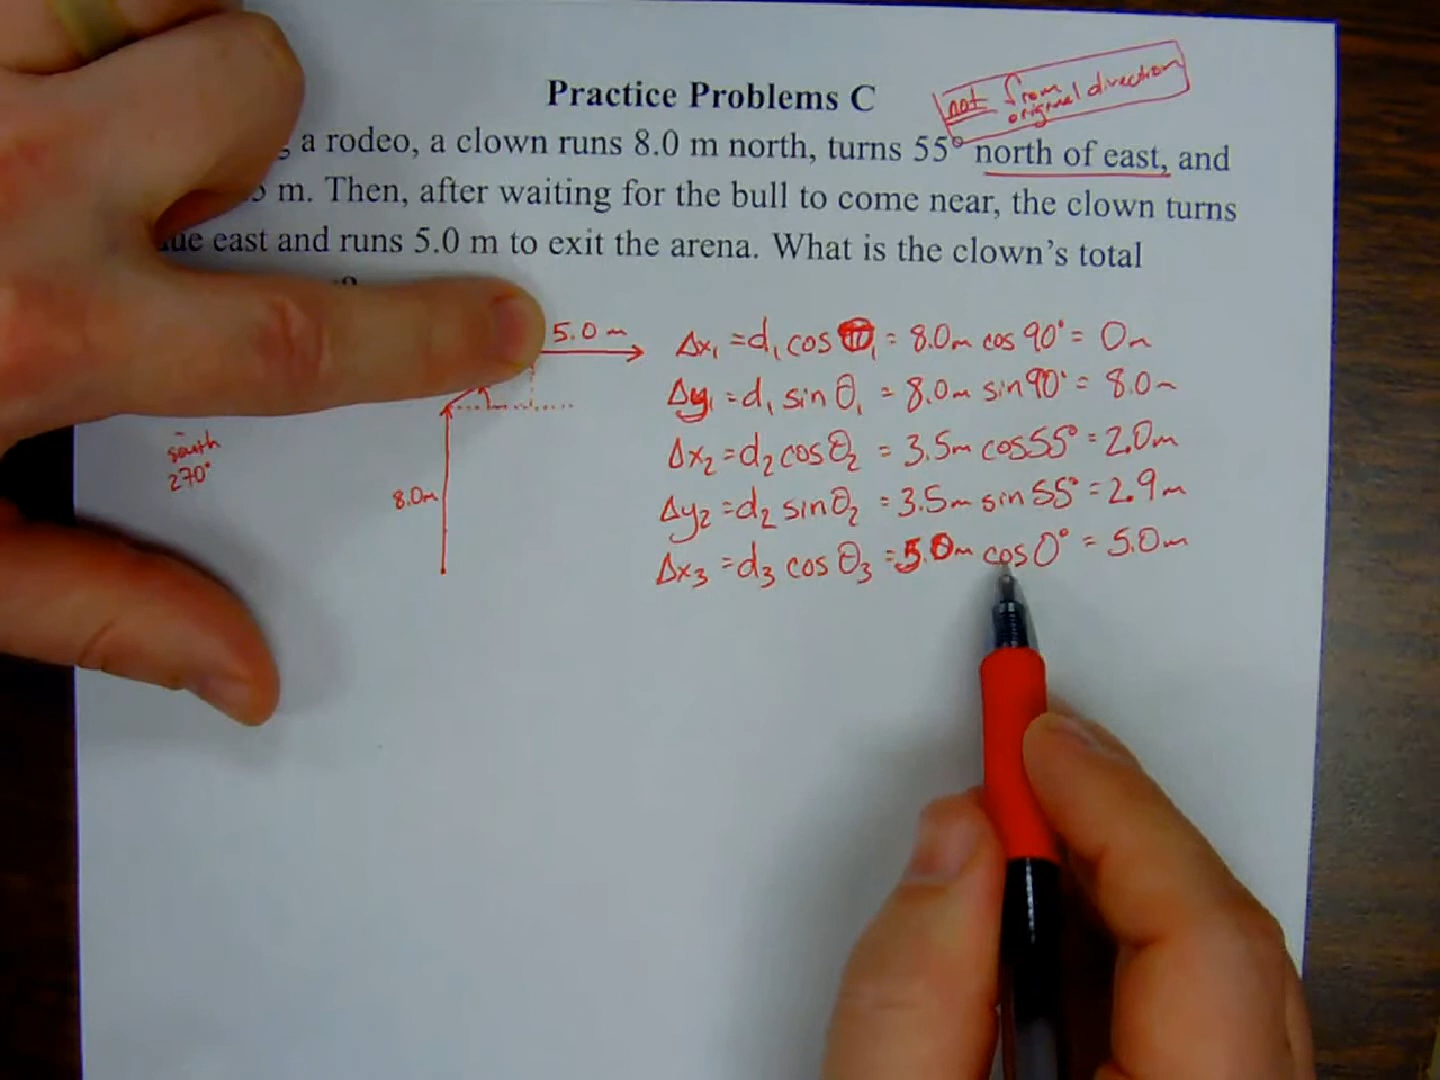 Practice Problems C
not from
original direction
a rodeo, a clown runs 8.0 m north, turns 55° north of east, and
m. Then, after waiting for the bull to come near, the clown turns
east and runs 5.0 m to exit the arena. What is the clown's total
5.0 m
Δx₁ = d₁ cos θ₁ = 8.0m cos 90° = 0m
Δy₁ = d₁ sin θ₁ = 8.0m sin 90° = 8.0m
Δx₂ = d₂ cos θ₂ = 3.5m cos 55° = 2.0m
south
270°
8.0m
Δy₂ = d₂ sin θ₂ = 3.5m sin 55° = 2.9m
Δx₃ = d₃ cos θ₃ = 5.0m cos 0° = 5.0m